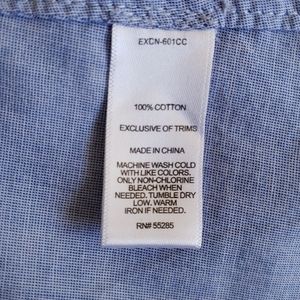 EXDN-601CC
100% COTTON
EXCLUSIVE OF TRIMS
MADE IN CHINA
MACHINE WASH COLD
WITH LIKE COLORS.
ONLY NON-CHLORINE
BLEACH WHEN
NEEDED. TUMBLE DRY
LOW. WARM
IRON IF NEEDED.
RN# 55285